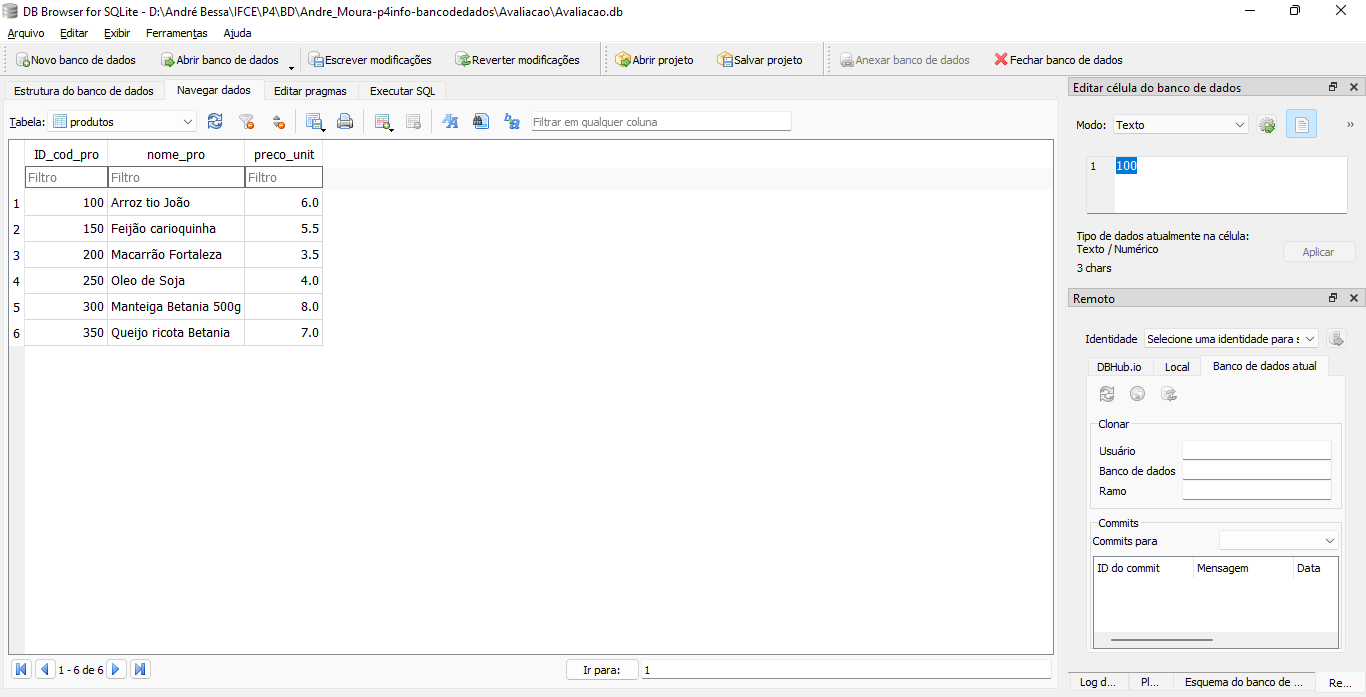 DB Browser for SQLite - D:\André Bessa\IFCE\P4\BD\Andre_Moura-p4info-bancodedados\Avaliacao\Avaliacao.db
Arquivo Editar Exibir Ferramentas Ajuda
Novo banco de dados Abrir banco de dados Escrever modificações Reverter modificações Abrir projeto Salvar projeto Anexar banco de dados Fechar banco de dados
Estrutura do banco de dados Navegar dados Editar pragmas Executar SQL
Tabela: produtos Filtrar em qualquer coluna
ID_cod_pro nome_pro preco_unit
Filtro Filtro Filtro
1 100 Arroz tio João 6.0
2 150 Feijão carioquinha 5.5
3 200 Macarrão Fortaleza 3.5
4 250 Oleo de Soja 4.0
5 300 Manteiga Betania 500g 8.0
6 350 Queijo ricota Betania 7.0
1 - 6 de 6 Ir para: 1
Editar célula do banco de dados
Modo: Texto »
1 100
Tipo de dados atualmente na célula:
Texto / Numérico
Aplicar
3 chars
Remoto
Identidade Selecione uma identidade para s
DBHub.io Local Banco de dados atual
Clonar
Usuário
Banco de dados
Ramo
Commits
Commits para
ID do commit Mensagem Data
Log d... Pl... Esquema do banco de ... Re...